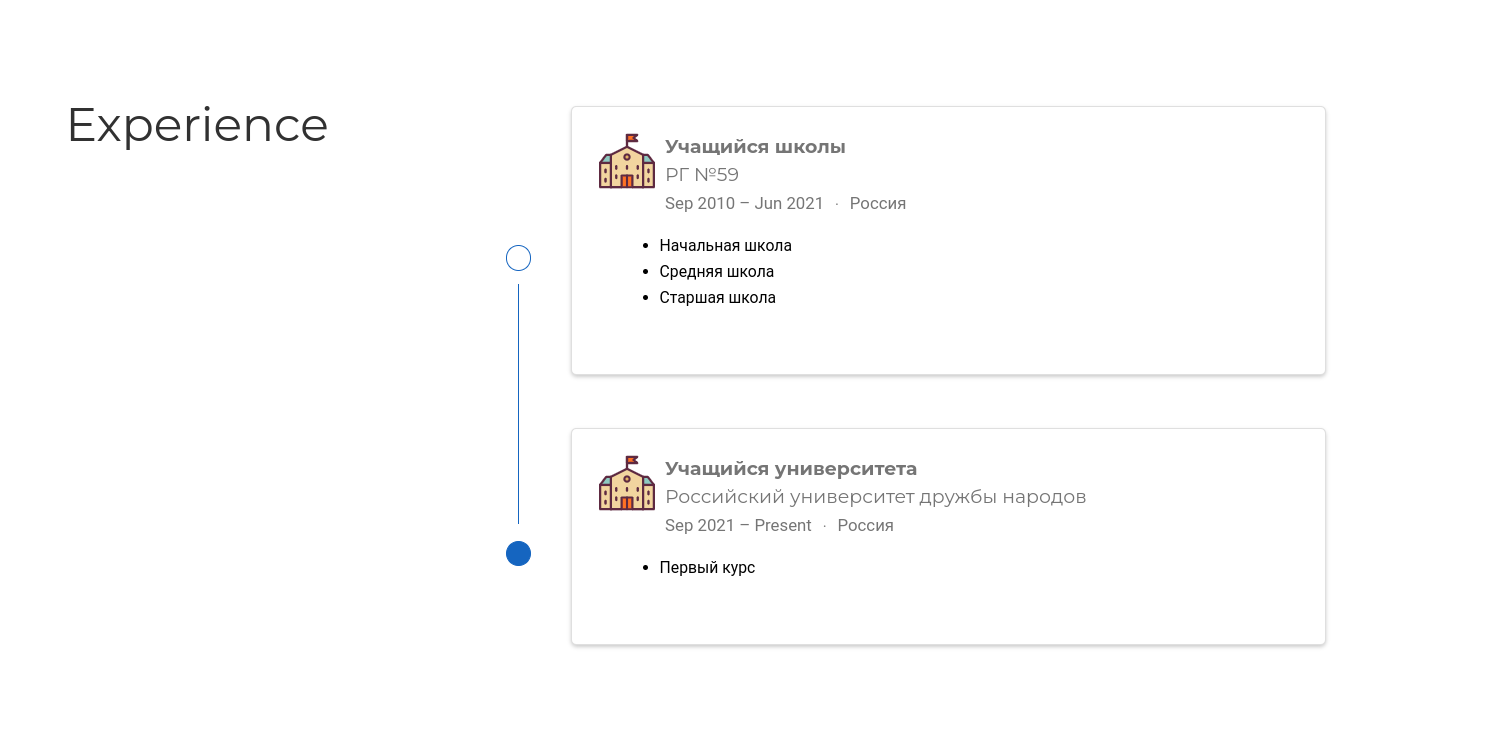 Experience
Учащийся школы
РГ №59
Sep 2010 – Jun 2021 · Россия
Начальная школа
Средняя школа
Старшая школа
Учащийся университета
Российский университет дружбы народов
Sep 2021 – Present · Россия
Первый курс